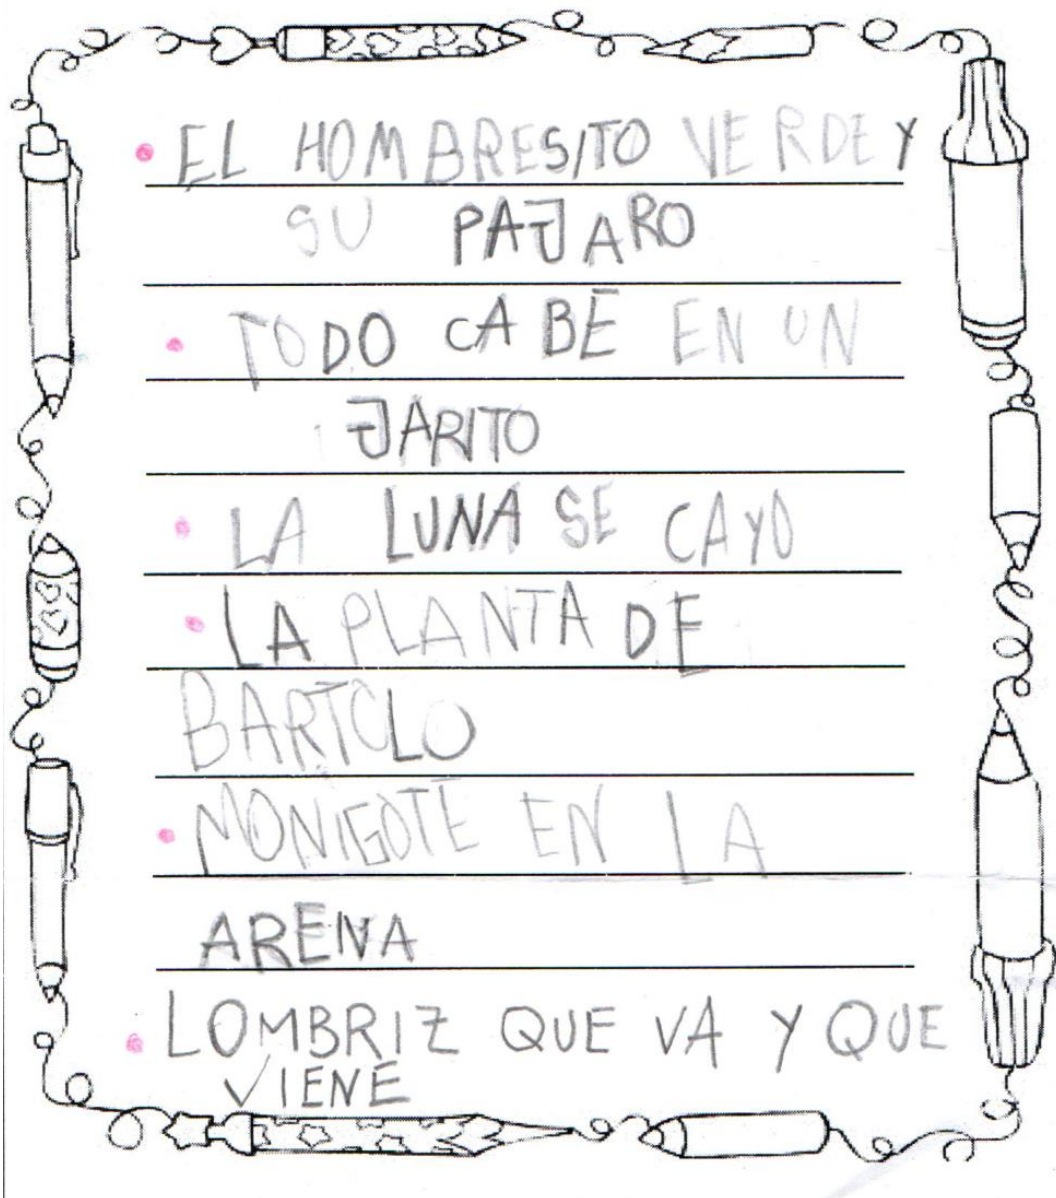 • EL HOMBRESITO VERDE Y
SU PAJARO
• TODO CABE EN UN
JARITO
• LA LUNA SE CAYO
• LA PLANTA DE
BARTOLO
• MONIGOTE EN LA
ARENA
• LOMBRIZ QUE VA Y QUE
VIENE